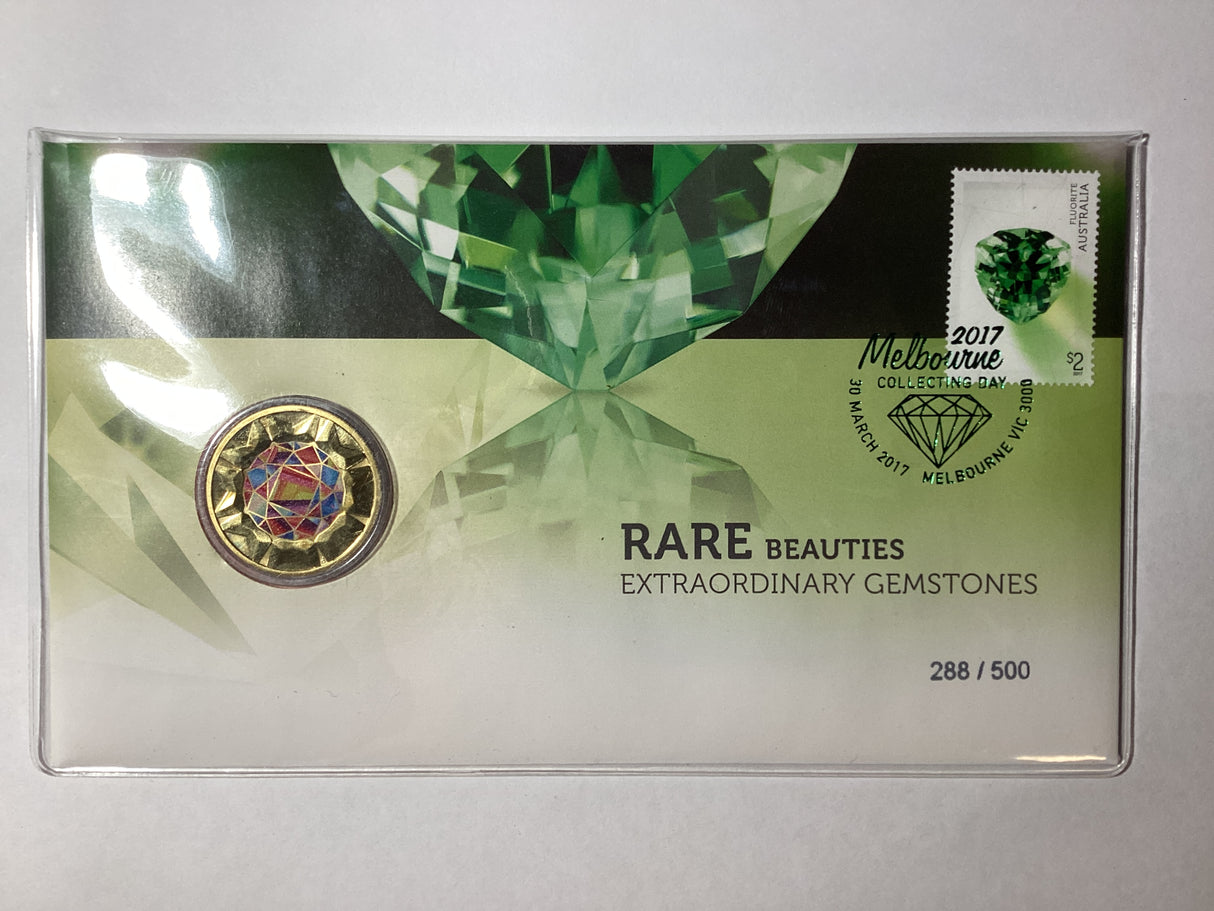 FLUORITE
AUSTRALIA
$2
2017
Melbourne
COLLECTING DAY
30 MARCH 2017 MELBOURNE VIC 3000
RARE BEAUTIES
EXTRAORDINARY GEMSTONES
288 / 500